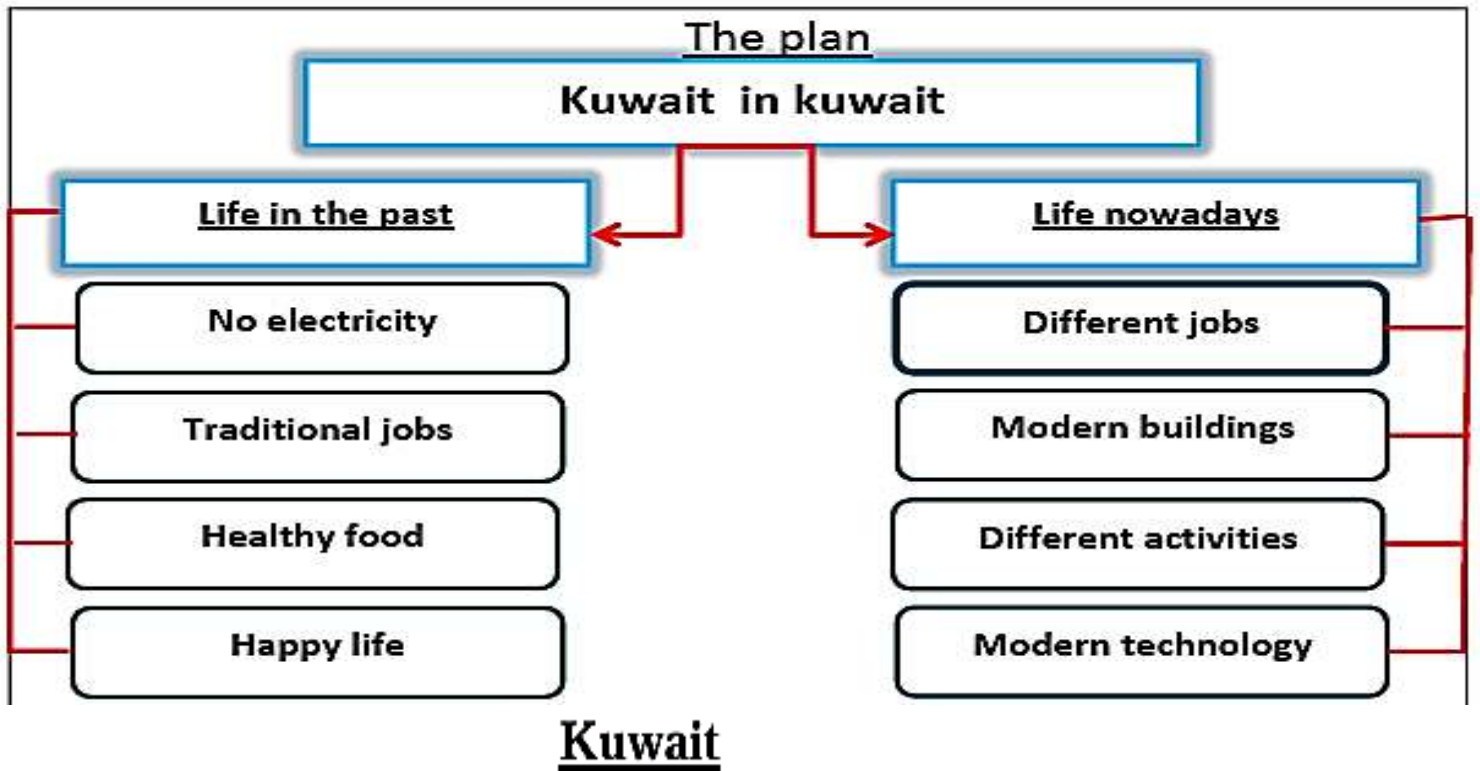 The plan
Kuwait in kuwait
Life in the past
Life nowadays
No electricity
Different jobs
Traditional jobs
Modern buildings
Healthy food
Different activities
Happy life
Modern technology
Kuwait